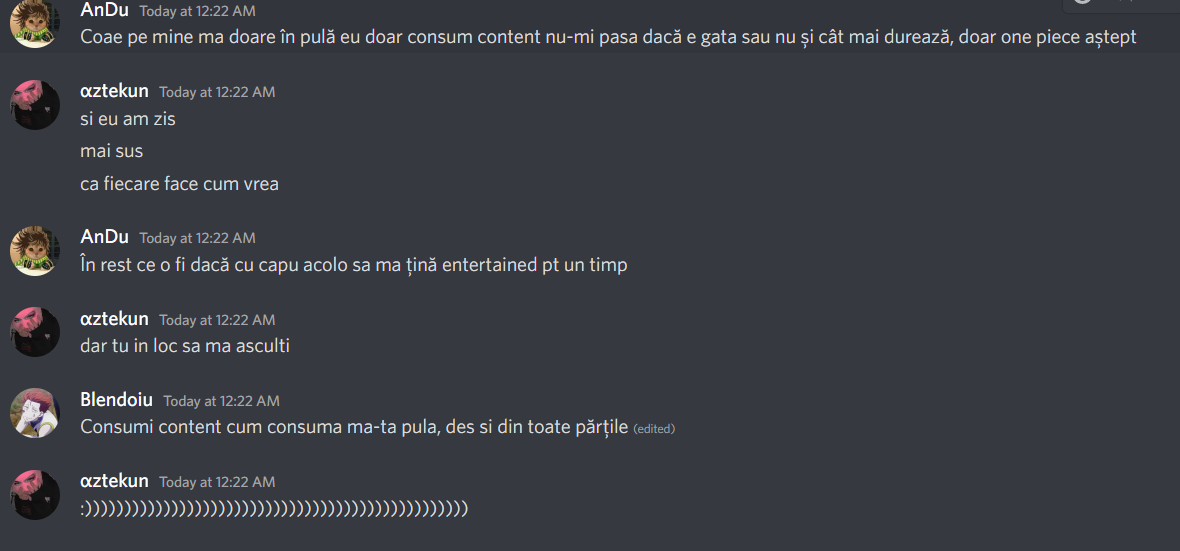 AnDu Today at 12:22 AM
Coae pe mine ma doare în pulă eu doar consum content nu-mi pasa dacă e gata sau nu și cât mai durează, doar one piece aștept
αztekun Today at 12:22 AM
si eu am zis
mai sus
ca fiecare face cum vrea
AnDu Today at 12:22 AM
În rest ce o fi dacă cu capu acolo sa ma țină entertained pt un timp
αztekun Today at 12:22 AM
dar tu in loc sa ma asculti
Blendoiu Today at 12:22 AM
Consumi content cum consuma ma-ta pula, des si din toate părțile (edited)
αztekun Today at 12:22 AM
:))))))))))))))))))))))))))))))))))))))))))))))))))